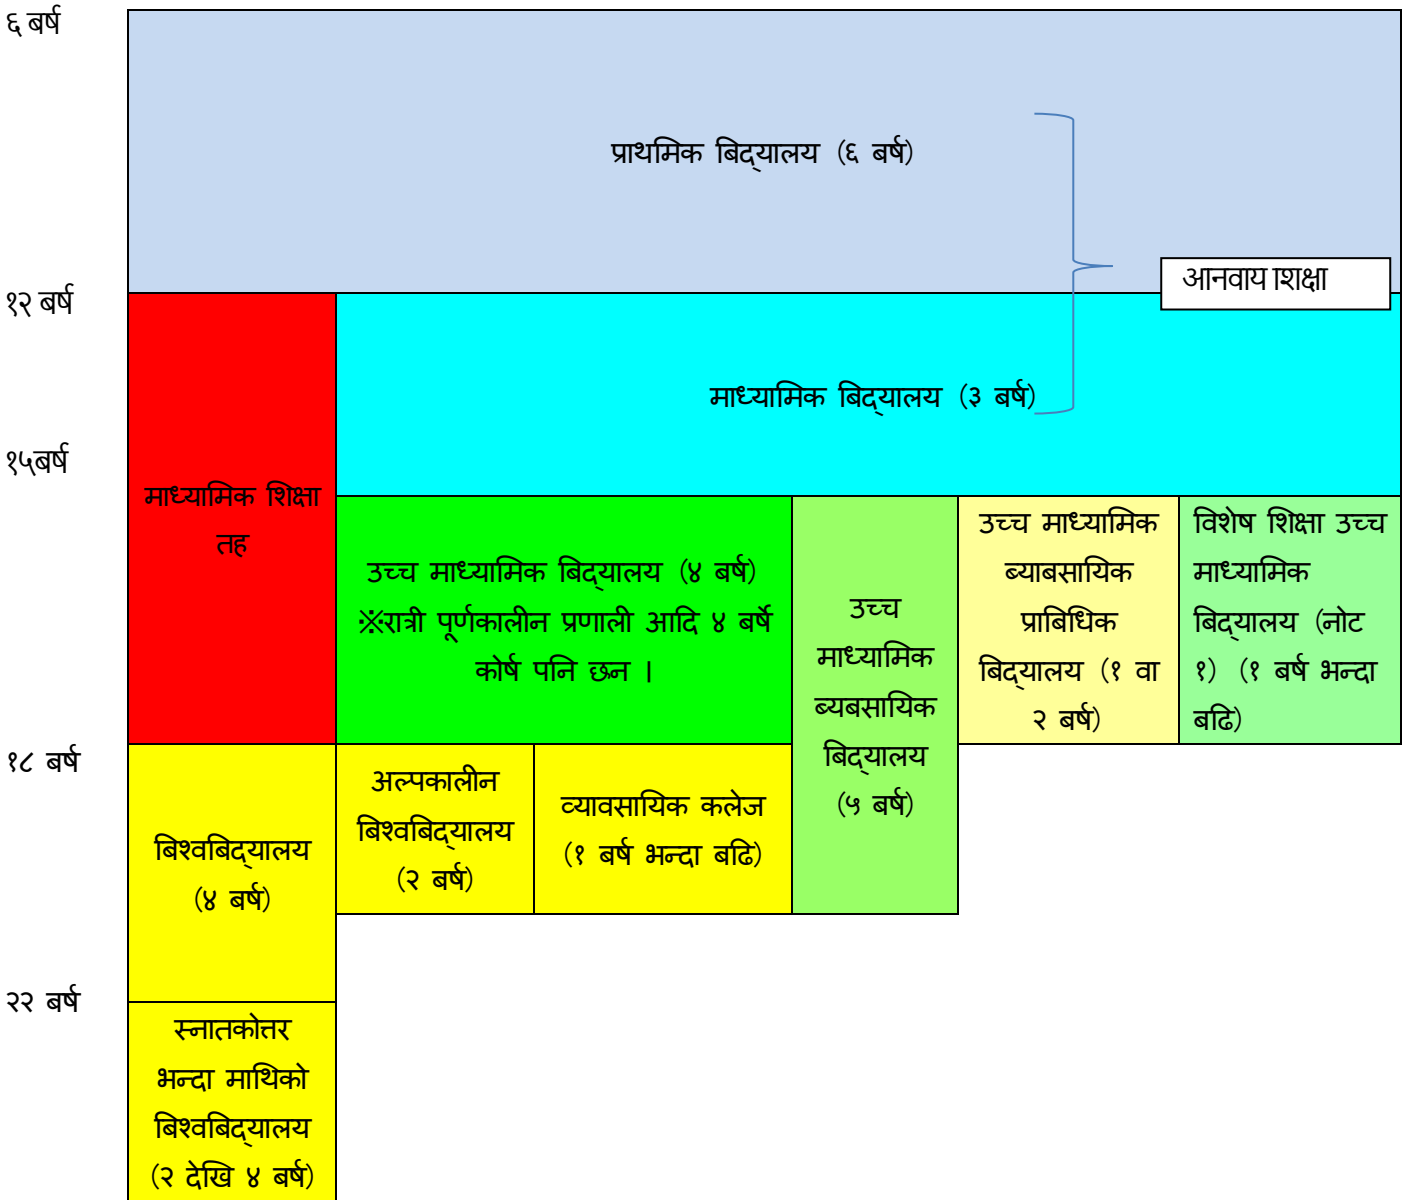 ६ बर्ष
प्राथमिक बिद्यालय (६ बर्ष)
आनवाय शिक्षा
१२ बर्ष
माध्यामिक बिद्यालय (३ बर्ष)
१५बर्ष
माध्यामिक शिक्षा
तह
उच्च माध्यामिक बिद्यालय (४ बर्ष)
※रात्री पूर्णकालीन प्रणाली आदि ४ बर्षे
कोर्ष पनि छन ।
उच्च
माध्यामिक
ब्यबसायिक
बिद्यालय
(५ बर्ष)
उच्च माध्यामिक
ब्याबसायिक
प्राबिधिक
बिद्यालय (१ वा
२ बर्ष)
विशेष शिक्षा उच्च
माध्यामिक
बिद्यालय (नोट
१) (१ बर्ष भन्दा
बढि)
१८ बर्ष
बिश्वबिद्यालय
(४ बर्ष)
अल्पकालीन
बिश्वबिद्यालय
(२ बर्ष)
व्यावसायिक कलेज
(१ बर्ष भन्दा बढि)
२२ बर्ष
स्नातकोत्तर
भन्दा माथिको
बिश्वबिद्यालय
(२ देखि ४ बर्ष)